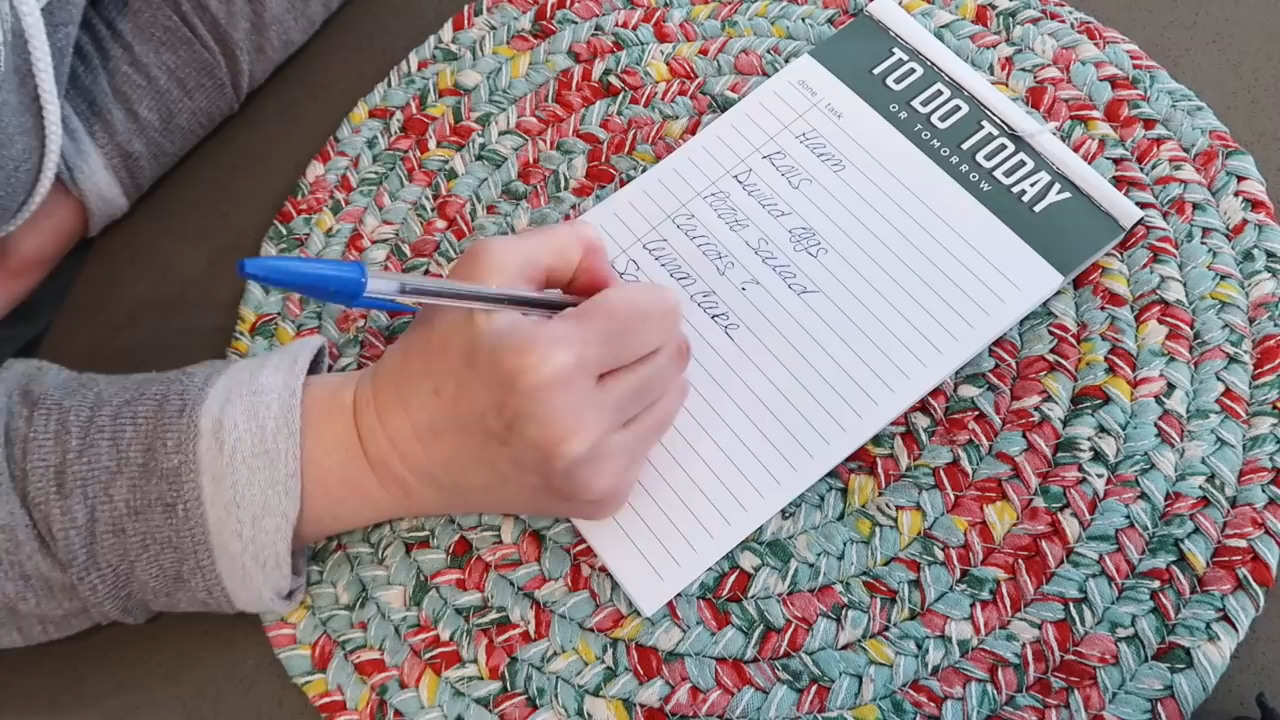 TO DO TODAY
OR TOMORROW
done task
Ham
Rolls
Deviled eggs
Potato Salad
Carrots ?
Lemon Cake